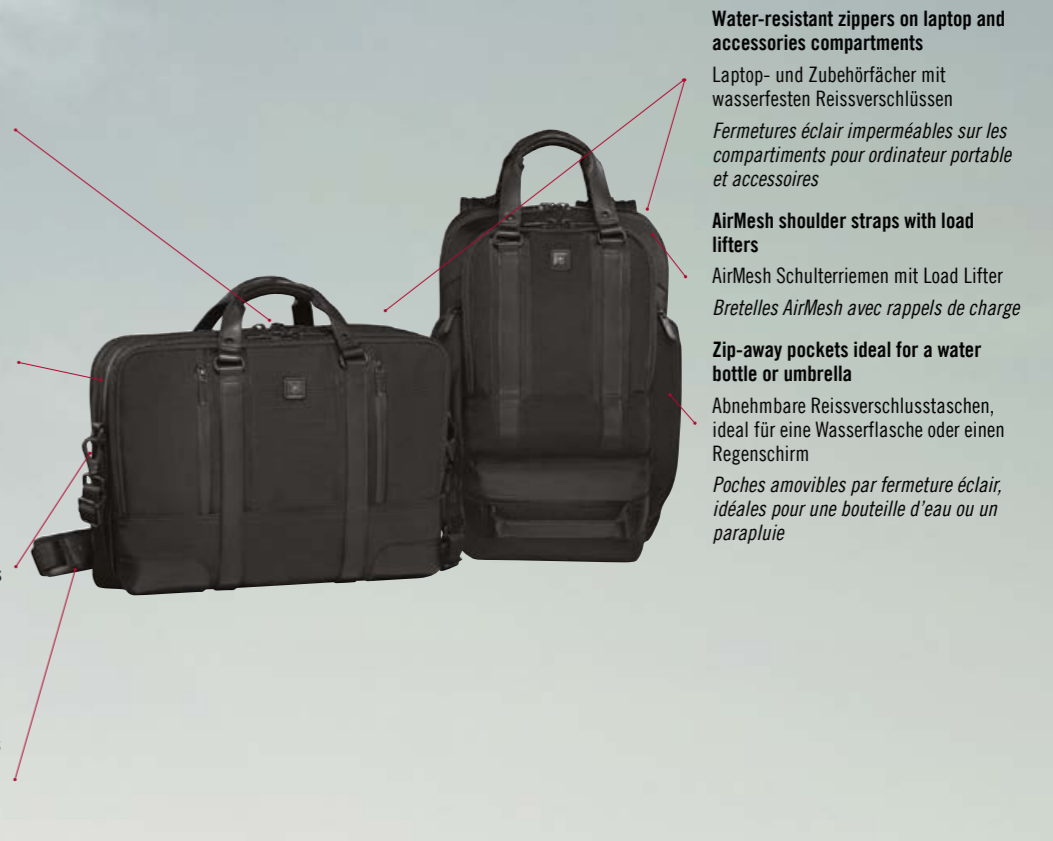 Water-resistant zippers on laptop and
accessories compartments
Laptop- und Zubehörfächer mit
wasserfesten Reissverschlüssen
Fermetures éclair imperméables sur les
compartiments pour ordinateur portable
et accessoires
AirMesh shoulder straps with load
lifters
AirMesh Schulterriemen mit Load Lifter
Bretelles AirMesh avec rappels de charge
Zip-away pockets ideal for a water
bottle or umbrella
Abnehmbare Reissverschlusstaschen,
ideal für eine Wasserflasche oder einen
Regenschirm
Poches amovibles par fermeture éclair,
idéales pour une bouteille d'eau ou un
parapluie